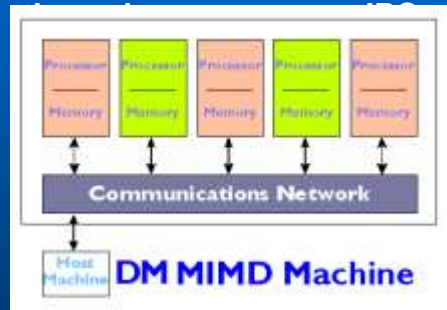 Processor Processor Processor Processor Processor
Memory Memory Memory Memory Memory
Communications Network
Host
Machine
DM MIMD Machine